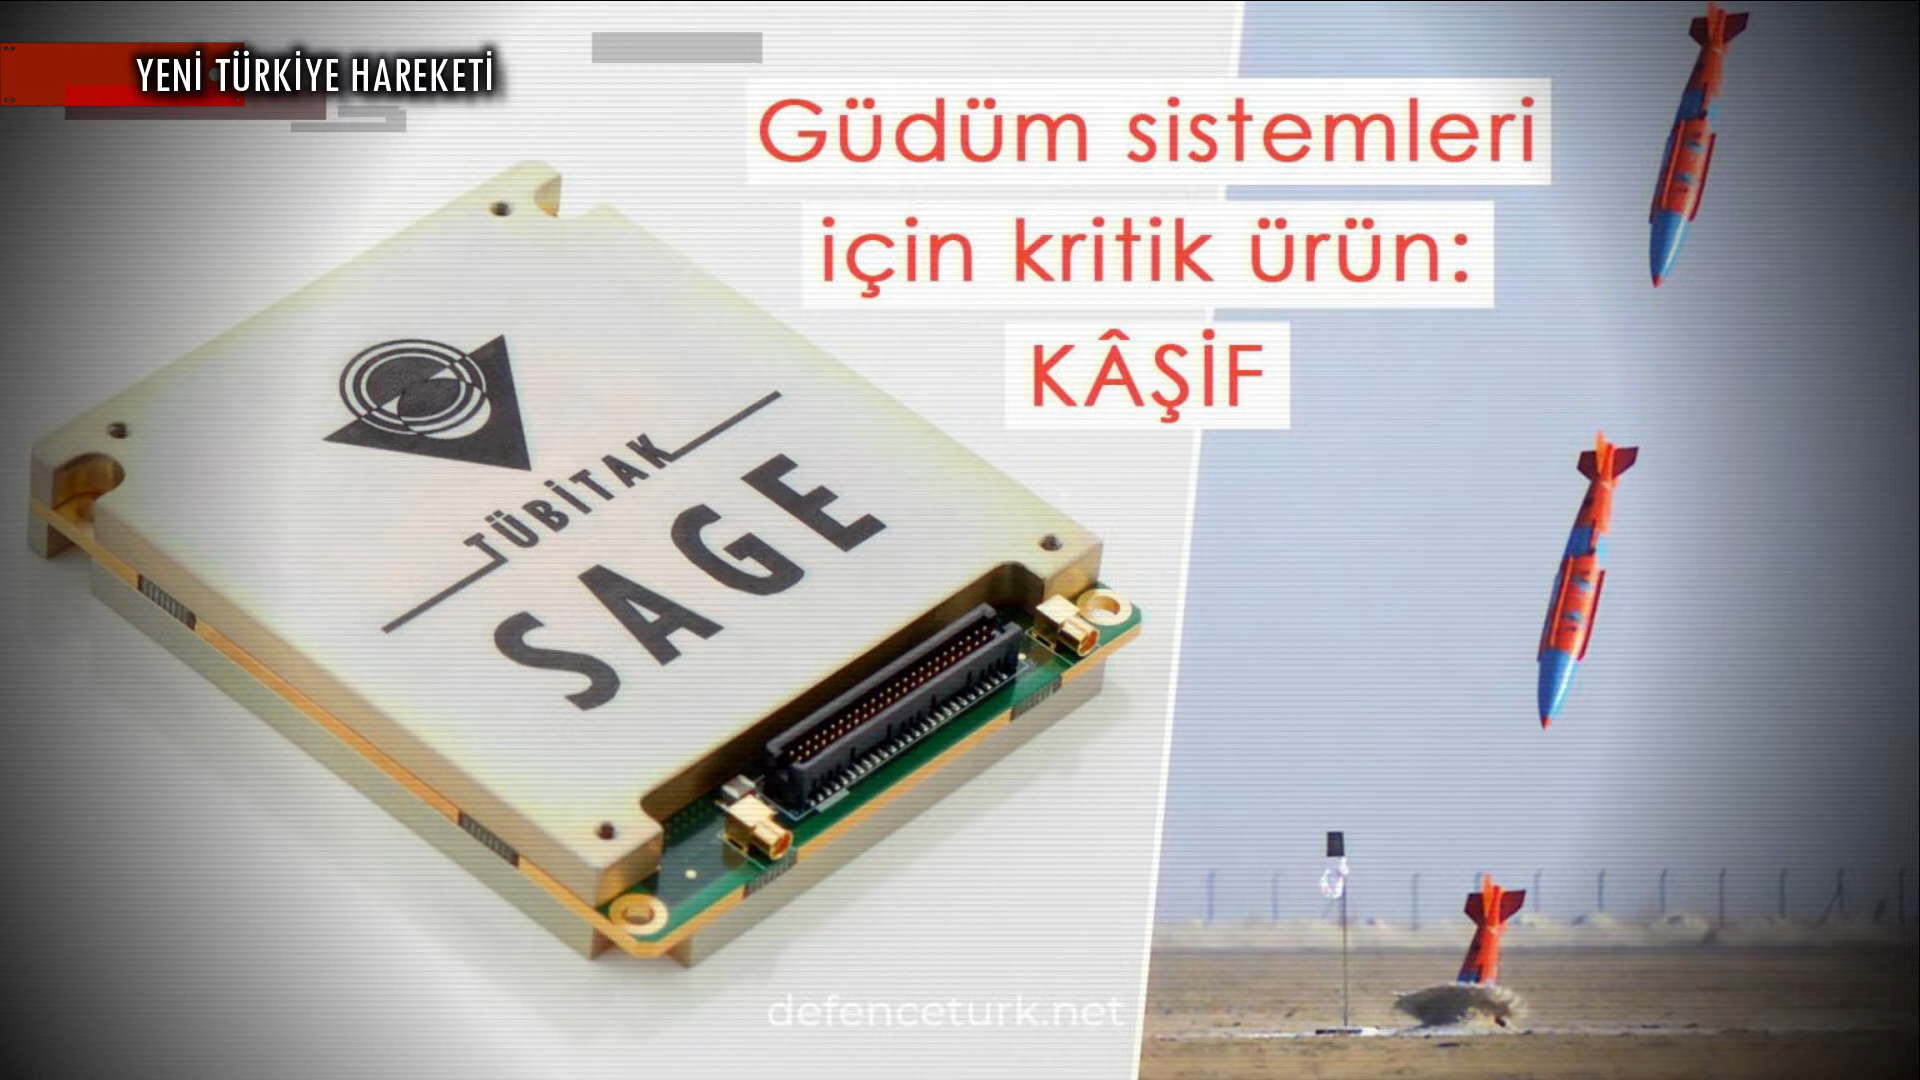 YENİ TÜRKİYE HAREKETİ
Güdüm sistemleri
için kritik ürün:
KÂŞİF
TÜBİTAK
SAGE
defenceturk.net